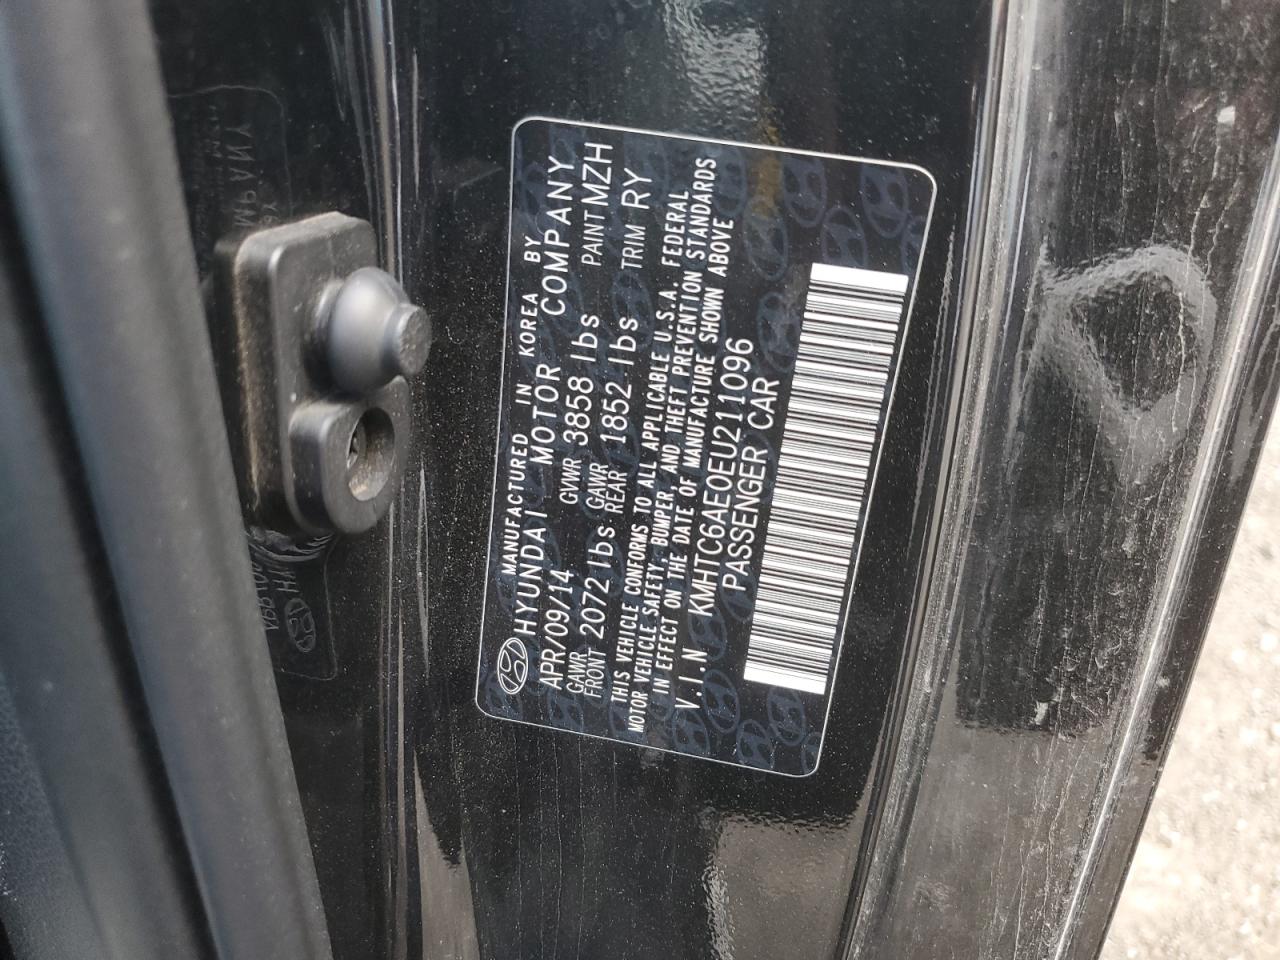 MANUFACTURED IN KOREA BY
HYUNDAI MOTOR COMPANY
APR/09/14 GVWR 3858 lbs PAINT MZH
GAWR FRONT 2072 lbs GAWR REAR 1852 lbs TRIM RY
THIS VEHICLE CONFORMS TO ALL APPLICABLE U.S.A. FEDERAL
MOTOR VEHICLE SAFETY, BUMPER, AND THEFT PREVENTION STANDARDS
IN EFFECT ON THE DATE OF MANUFACTURE SHOWN ABOVE
V.I.N KMHTC6AE0EU211096
PASSENGER CAR